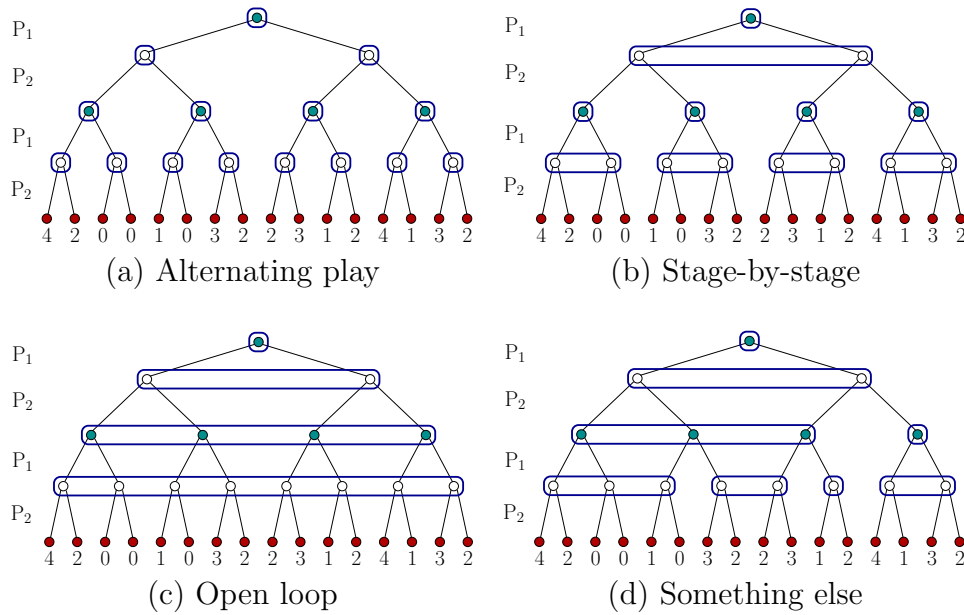 P1
P2
P1
P2
4 2 0 0 1 0 3 2 2 3 1 2 4 1 3 2
(a) Alternating play
P1
P2
P1
P2
4 2 0 0 1 0 3 2 2 3 1 2 4 1 3 2
(b) Stage-by-stage
P1
P2
P1
P2
4 2 0 0 1 0 3 2 2 3 1 2 4 1 3 2
(c) Open loop
P1
P2
P1
P2
4 2 0 0 1 0 3 2 2 3 1 2 4 1 3 2
(d) Something else